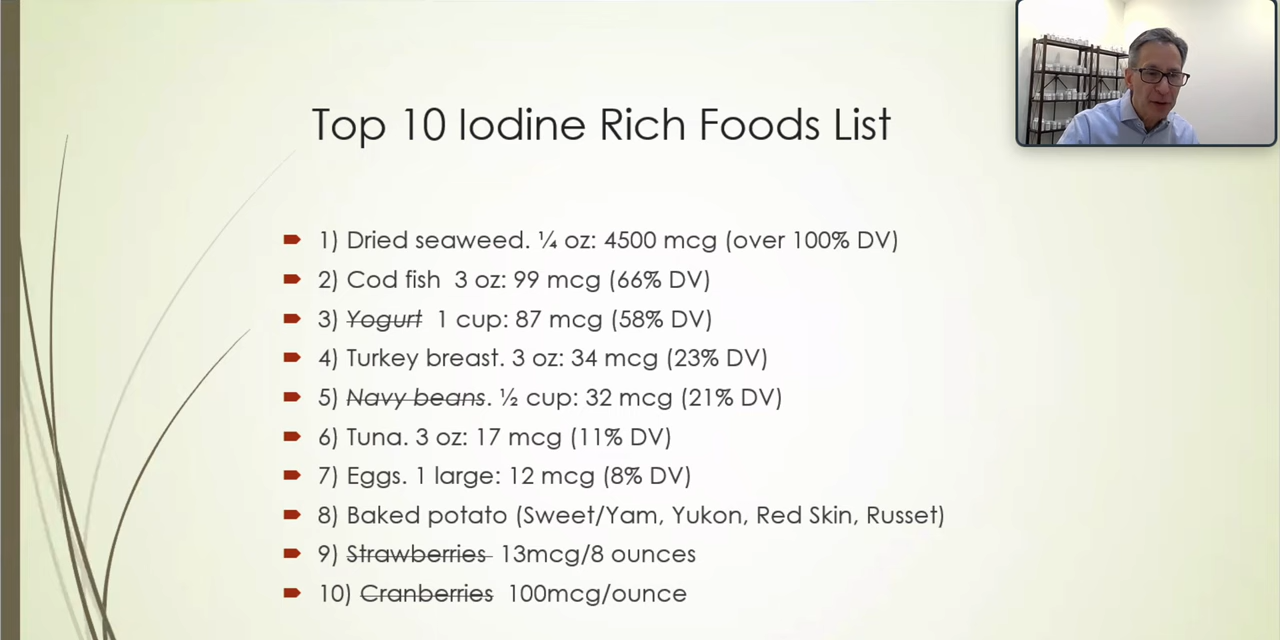 Top 10 Iodine Rich Foods List
1) Dried seaweed. ¼ oz: 4500 mcg (over 100% DV)
2) Cod fish 3 oz: 99 mcg (66% DV)
3) Yogurt 1 cup: 87 mcg (58% DV)
4) Turkey breast. 3 oz: 34 mcg (23% DV)
5) Navy beans. ½ cup: 32 mcg (21% DV)
6) Tuna. 3 oz: 17 mcg (11% DV)
7) Eggs. 1 large: 12 mcg (8% DV)
8) Baked potato (Sweet/Yam, Yukon, Red Skin, Russet)
9) Strawberries 13mcg/8 ounces
10) Cranberries 100mcg/ounce